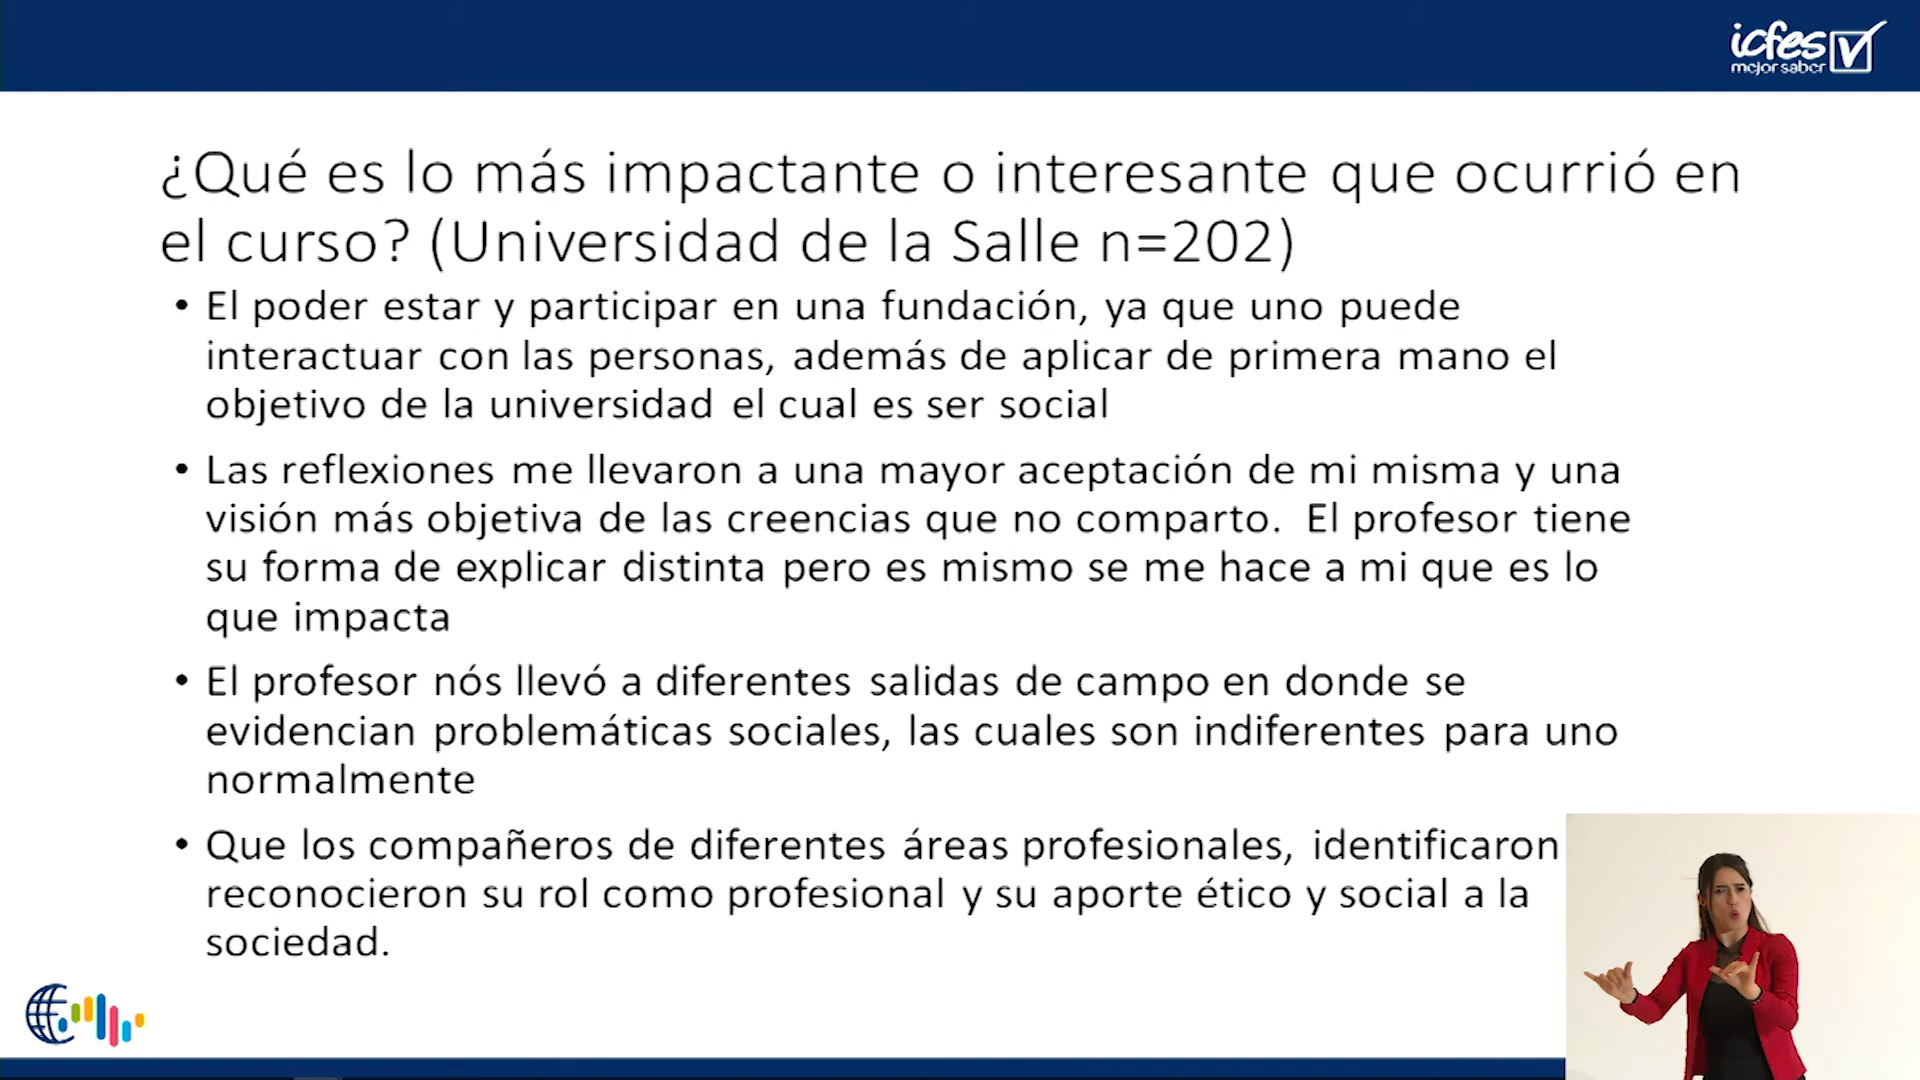 icfes
mejor saber
¿Qué es lo más impactante o interesante que ocurrió en
el curso? (Universidad de la Salle n=202)
• El poder estar y participar en una fundación, ya que uno puede
interactuar con las personas, además de aplicar de primera mano el
objetivo de la universidad el cual es ser social
• Las reflexiones me llevaron a una mayor aceptación de mi misma y una
visión más objetiva de las creencias que no comparto. El profesor tiene
su forma de explicar distinta pero es mismo se me hace a mi que es lo
que impacta
• El profesor nós llevó a diferentes salidas de campo en donde se
evidencian problemáticas sociales, las cuales son indiferentes para uno
normalmente
• Que los compañeros de diferentes áreas profesionales, identificaron
reconocieron su rol como profesional y su aporte ético y social a la
sociedad.